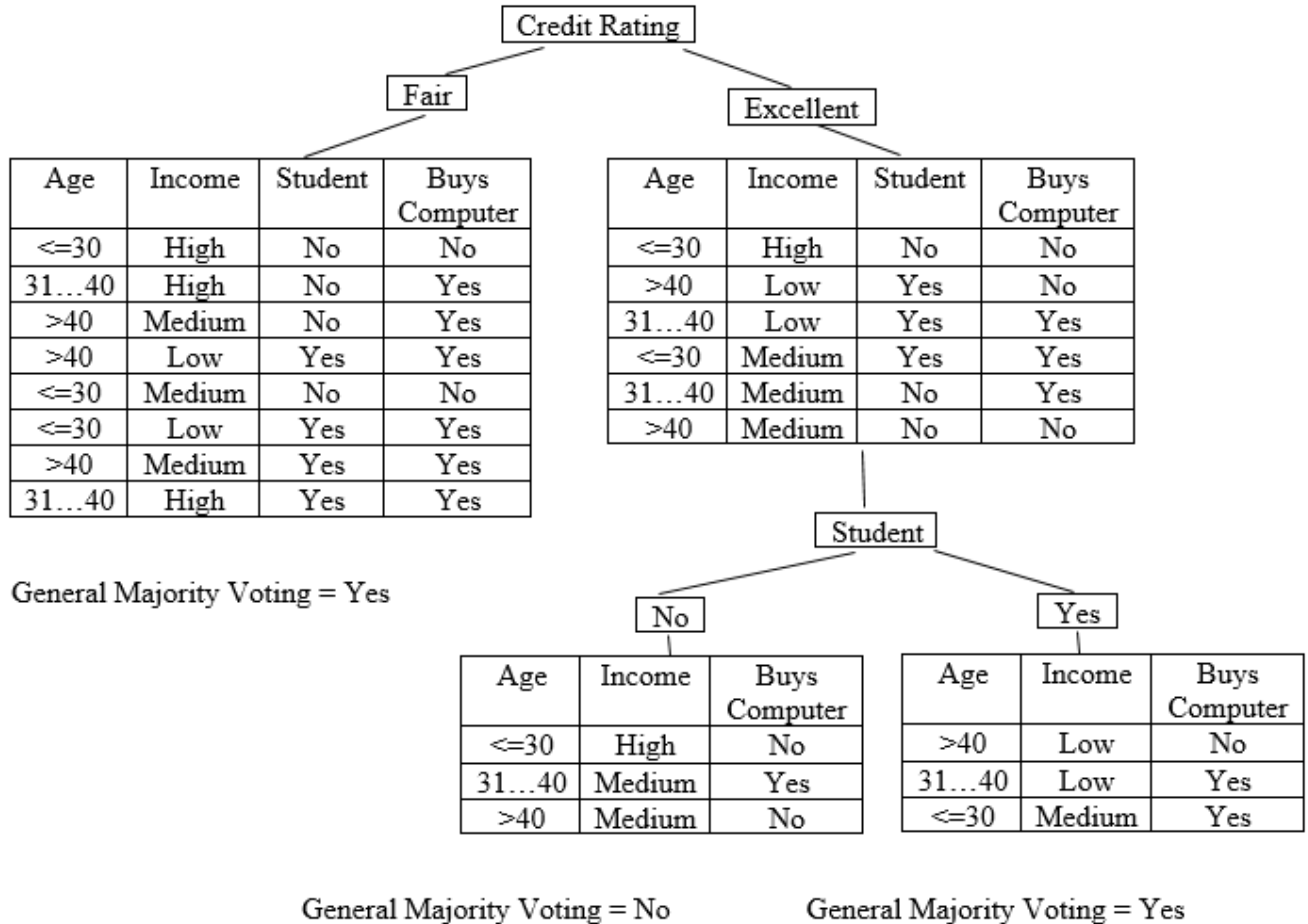 Credit Rating
Fair
Excellent
Age Income Student Buys Computer
<=30 High No No
31…40 High No Yes
>40 Medium No Yes
>40 Low Yes Yes
<=30 Medium No No
<=30 Low Yes Yes
>40 Medium Yes Yes
31…40 High Yes Yes
General Majority Voting = Yes
Age Income Student Buys Computer
<=30 High No No
>40 Low Yes No
31…40 Low Yes Yes
<=30 Medium Yes Yes
31…40 Medium No Yes
>40 Medium No No
Student
No
Yes
Age Income Buys Computer
<=30 High No
31…40 Medium Yes
>40 Medium No
General Majority Voting = No
Age Income Buys Computer
>40 Low No
31…40 Low Yes
<=30 Medium Yes
General Majority Voting = Yes